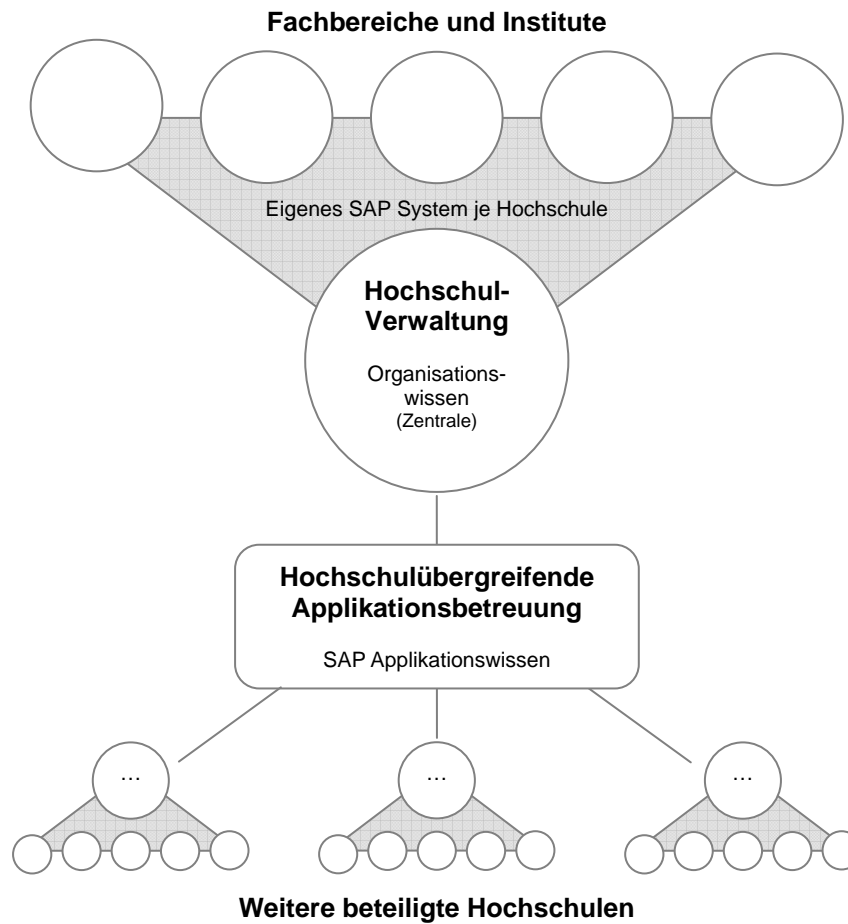 Fachbereiche und Institute
Eigenes SAP System je Hochschule
Hochschul-
Verwaltung
Organisations-
wissen
(Zentrale)
Hochschulübergreifende
Applikationsbetreuung
SAP Applikationswissen
...
...
...
Weitere beteiligte Hochschulen